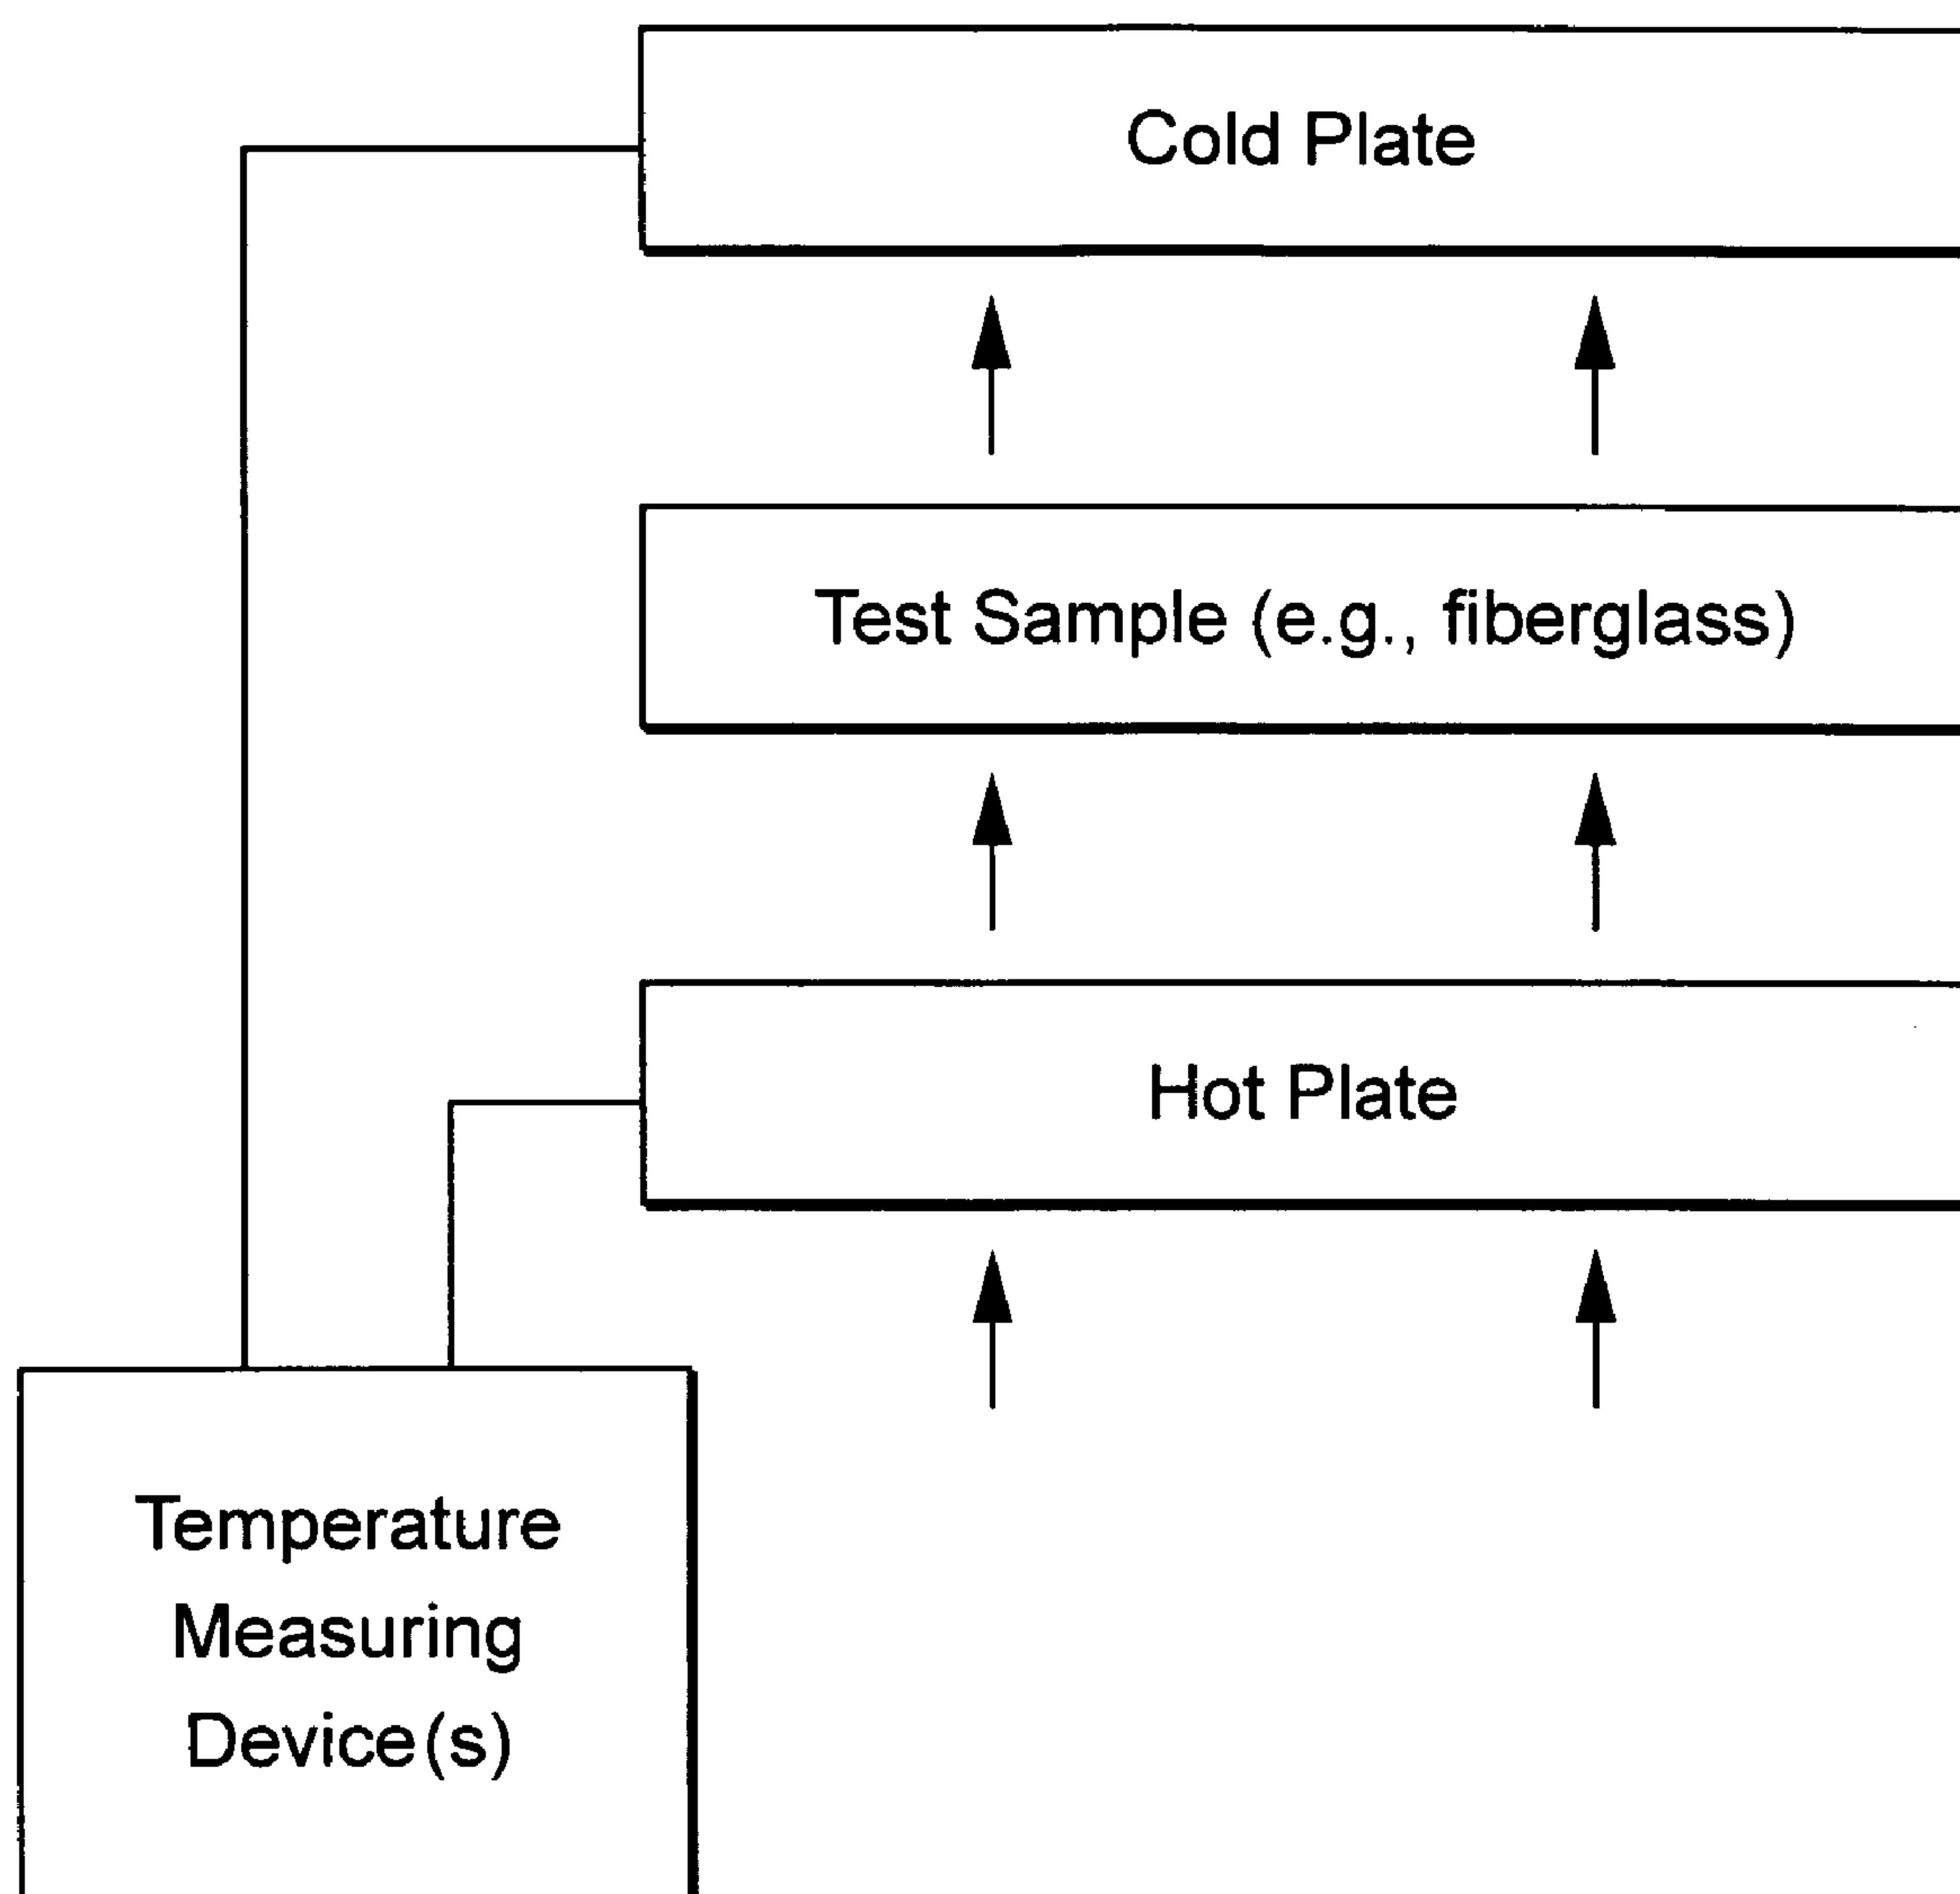 Cold Plate
Test Sample (e.g., fiberglass)
Hot Plate
Temperature
Measuring
Device(s)